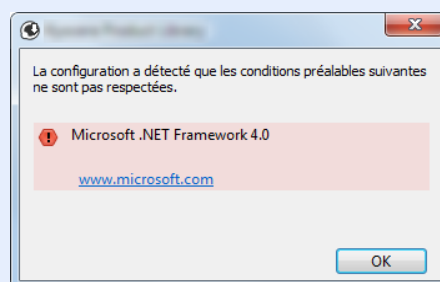 La configuration a détecté que les conditions préalables suivantes
ne sont pas respectées.
Microsoft .NET Framework 4.0
www.microsoft.com
OK